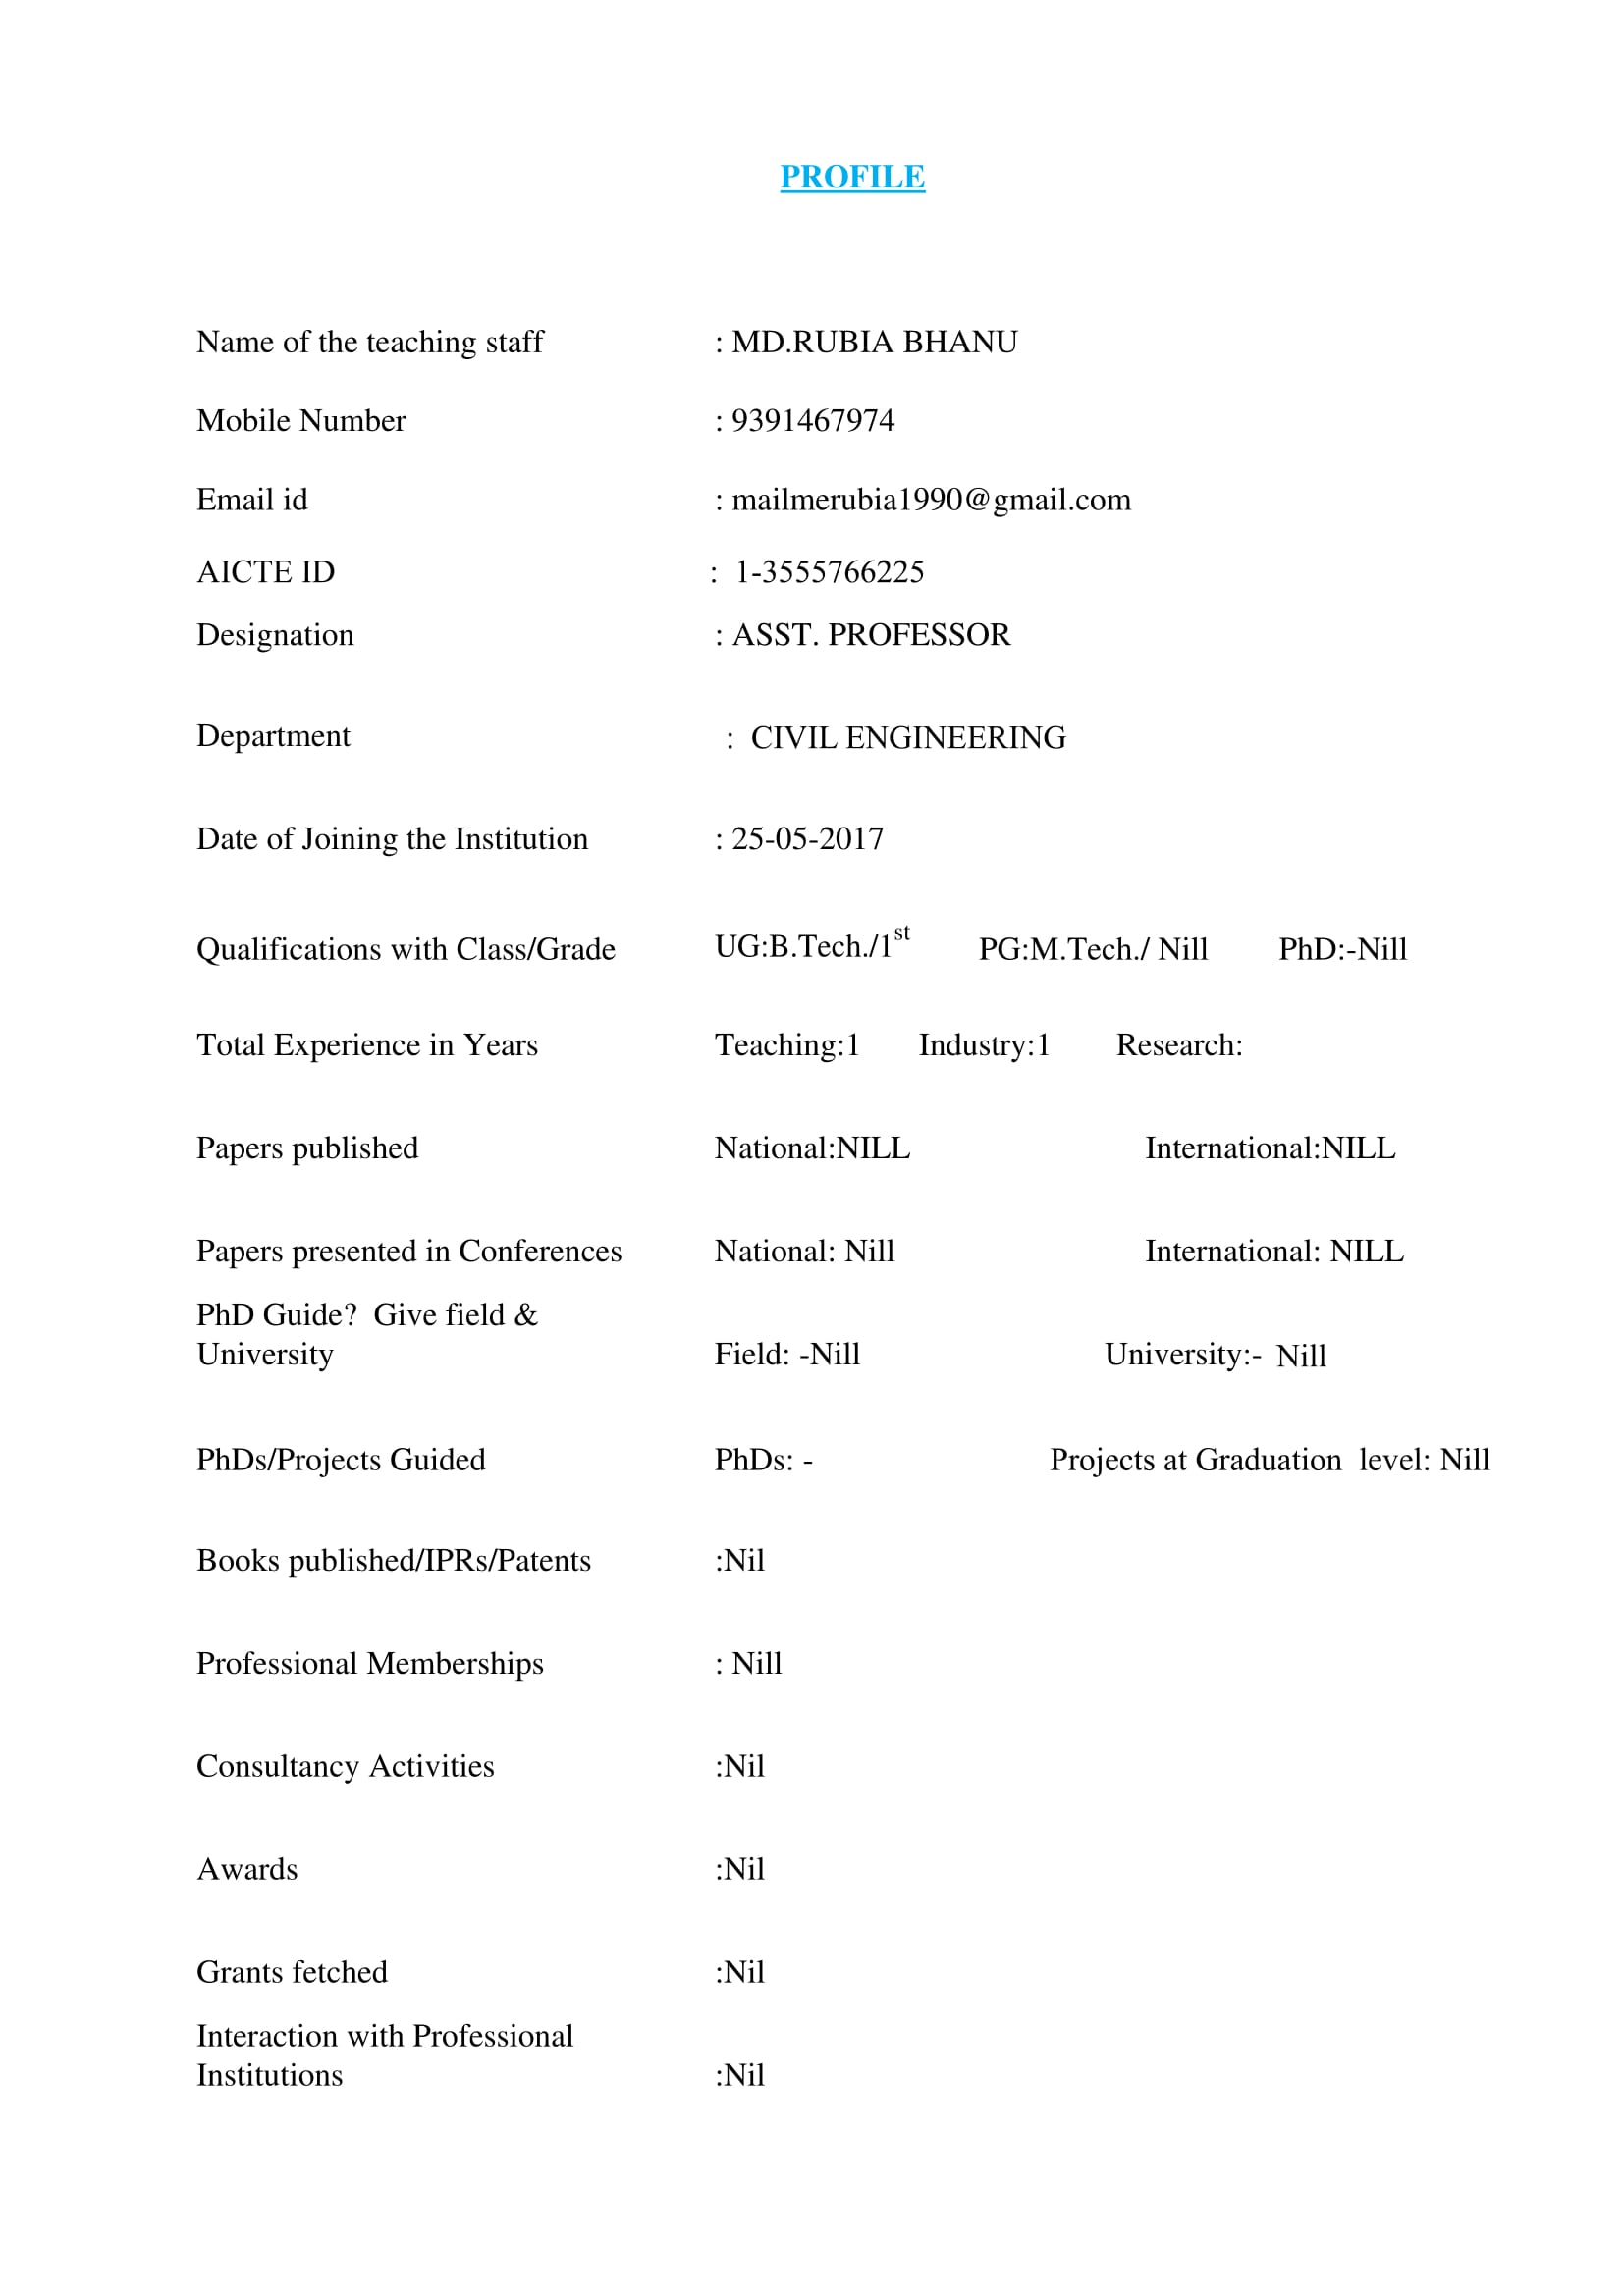 PROFILE
Name of the teaching staff : MD.RUBIA BHANU
Mobile Number : 9391467974
Email id : mailmerubia1990@gmail.com
AICTE ID : 1-3555766225
Designation : ASST. PROFESSOR
Department : CIVIL ENGINEERING
Date of Joining the Institution : 25-05-2017
Qualifications with Class/Grade UG:B.Tech./1st PG:M.Tech./ Nill PhD:-Nill
Total Experience in Years Teaching:1 Industry:1 Research:
Papers published National:NILL International:NILL
Papers presented in Conferences National: Nill International: NILL
PhD Guide? Give field &
University Field: -Nill University:- Nill
PhDs/Projects Guided PhDs: - Projects at Graduation level: Nill
Books published/IPRs/Patents :Nil
Professional Memberships : Nill
Consultancy Activities :Nil
Awards :Nil
Grants fetched :Nil
Interaction with Professional
Institutions :Nil